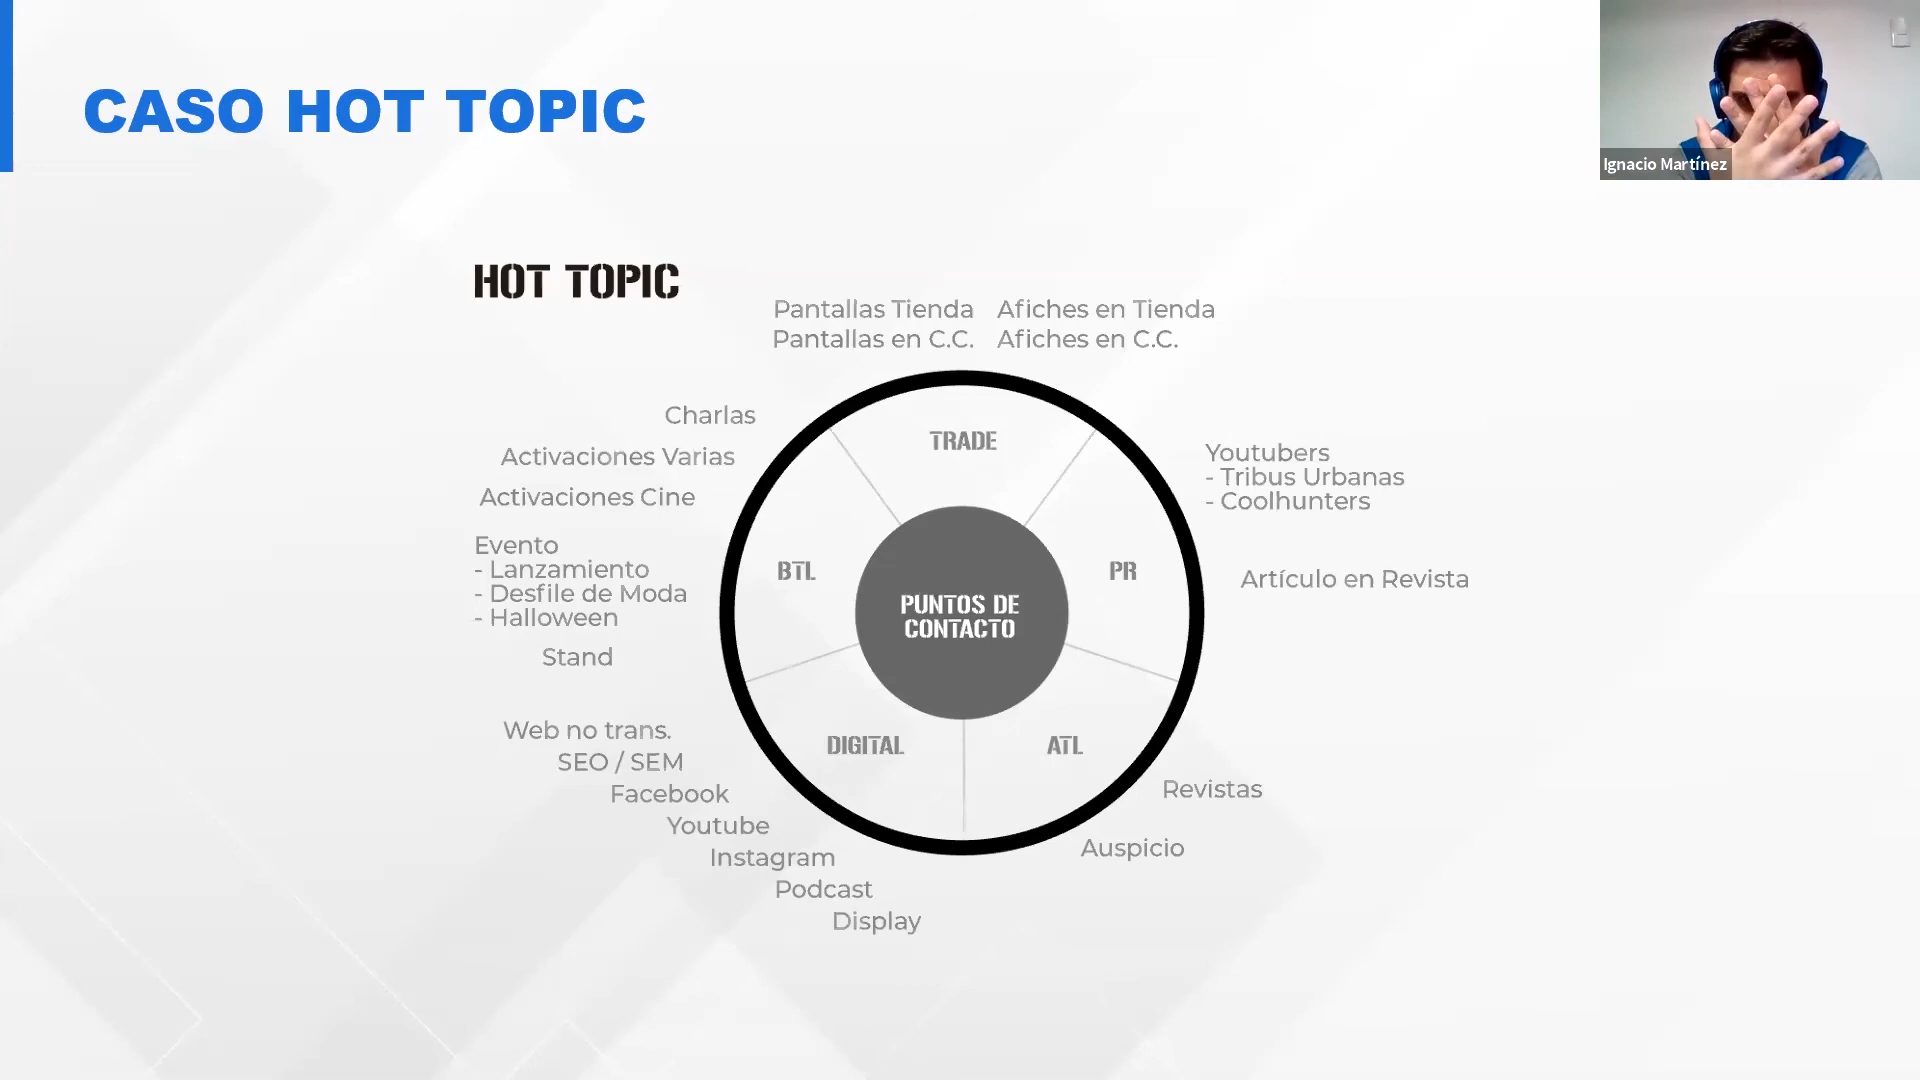 CASO HOT TOPIC
Ignacio Martínez
HOT TOPIC
Pantallas Tienda
Pantallas en C.C.
Afiches en Tienda
Afiches en C.C.
Charlas
Activaciones Varias
Activaciones Cine
Evento
- Lanzamiento
- Desfile de Moda
- Halloween
Stand
TRADE
BTL
PR
PUNTOS DE
CONTACTO
DIGITAL
ATL
Youtubers
- Tribus Urbanas
- Coolhunters
Artículo en Revista
Web no trans.
SEO / SEM
Facebook
Youtube
Instagram
Podcast
Display
Revistas
Auspicio